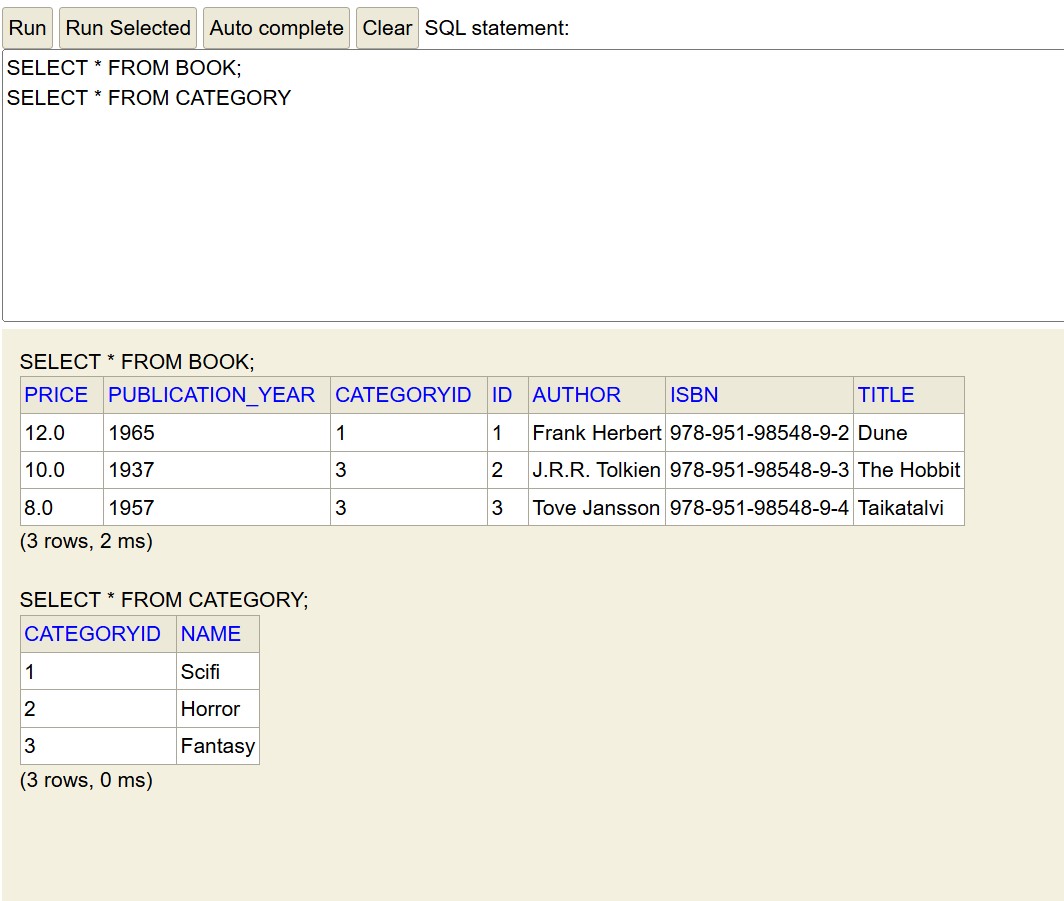 Run Run Selected Auto complete Clear SQL statement:
SELECT * FROM BOOK;
SELECT * FROM CATEGORY
SELECT * FROM BOOK;
PRICE PUBLICATION_YEAR CATEGORYID ID AUTHOR ISBN TITLE
12.0 1965 1 1 Frank Herbert 978-951-98548-9-2 Dune
10.0 1937 3 2 J.R.R. Tolkien 978-951-98548-9-3 The Hobbit
8.0 1957 3 3 Tove Jansson 978-951-98548-9-4 Taikatalvi
(3 rows, 2 ms)
SELECT * FROM CATEGORY;
CATEGORYID NAME
1 Scifi
2 Horror
3 Fantasy
(3 rows, 0 ms)